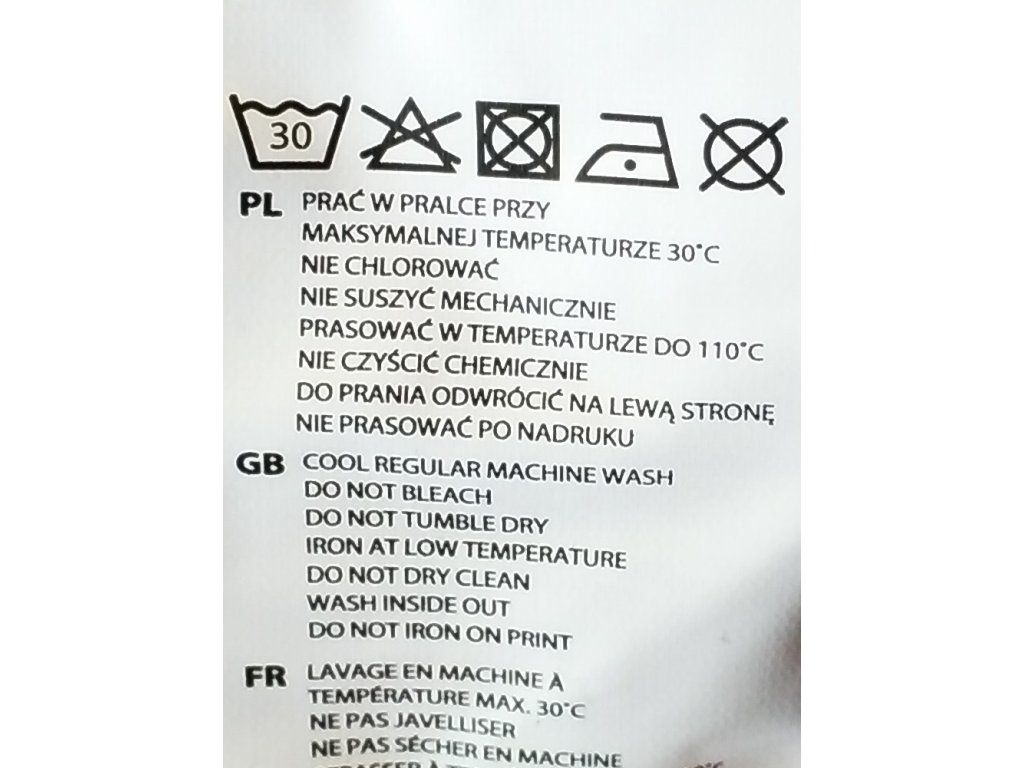 30
PL PRAĆ W PRALCE PRZY
MAKSYMALNEJ TEMPERATURZE 30°C
NIE CHLOROWAĆ
NIE SUSZYĆ MECHANICZNIE
PRASOWAĆ W TEMPERATURZE DO 110°C
NIE CZYŚCIĆ CHEMICZNIE
DO PRANIA ODWRÓCIĆ NA LEWĄ STRONĘ
NIE PRASOWAĆ PO NADRUKU
GB COOL REGULAR MACHINE WASH
DO NOT BLEACH
DO NOT TUMBLE DRY
IRON AT LOW TEMPERATURE
DO NOT DRY CLEAN
WASH INSIDE OUT
DO NOT IRON ON PRINT
FR LAVAGE EN MACHINE À
TEMPÉRATURE MAX. 30°C
NE PAS JAVELLISER
NE PAS SÉCHER EN MACHINE